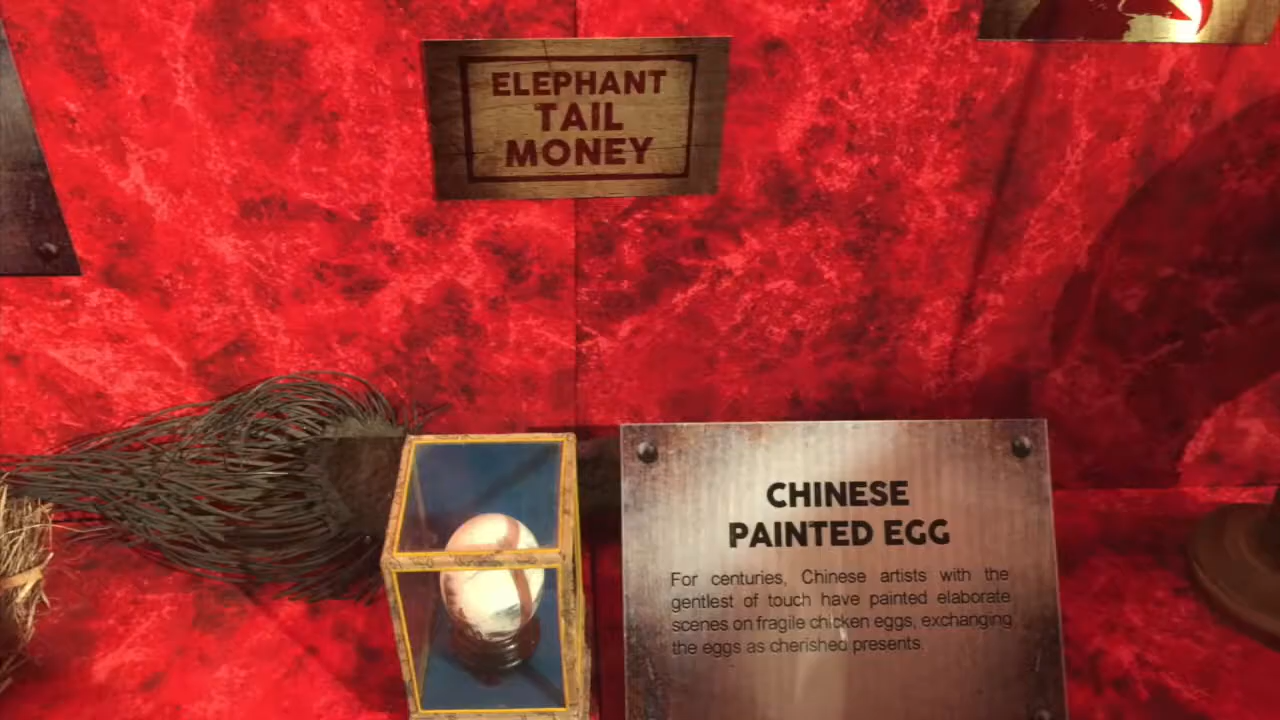 ELEPHANT
TAIL
MONEY
CHINESE
PAINTED EGG
For centuries, Chinese artists with the
gentlest of touch have painted elaborate
scenes on fragile chicken eggs, exchanging
the eggs as cherished presents.